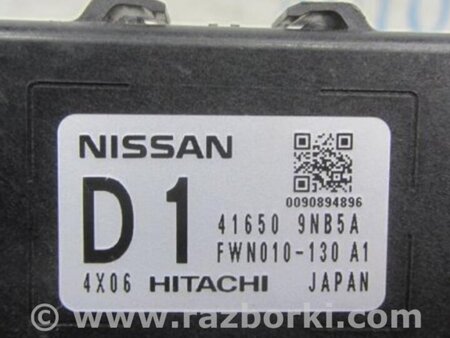 NISSAN
0090894896
D1 41650 9NB5A
FWN010-130 A1
4X06 HITACHI JAPAN
© www.razborki.com